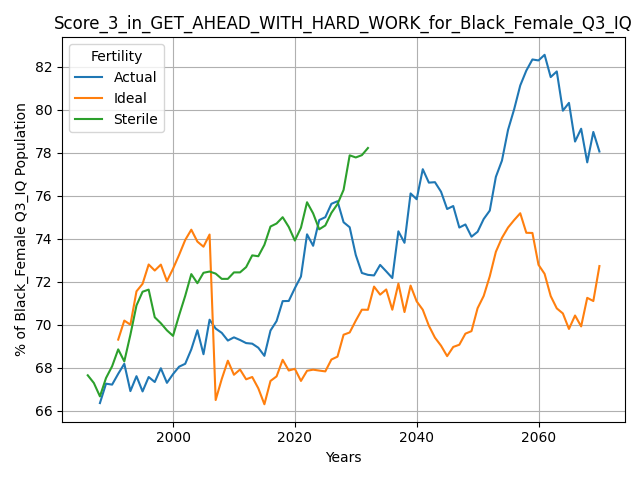 Score_3_in_GET_AHEAD_WITH_HARD_WORK_for_Black_Female_Q3_IQ
Fertility
Actual
Ideal
Sterile
% of Black_Female Q3_IQ Population
82
80
78
76
74
72
70
68
66
2000
2020
2040
2060
Years